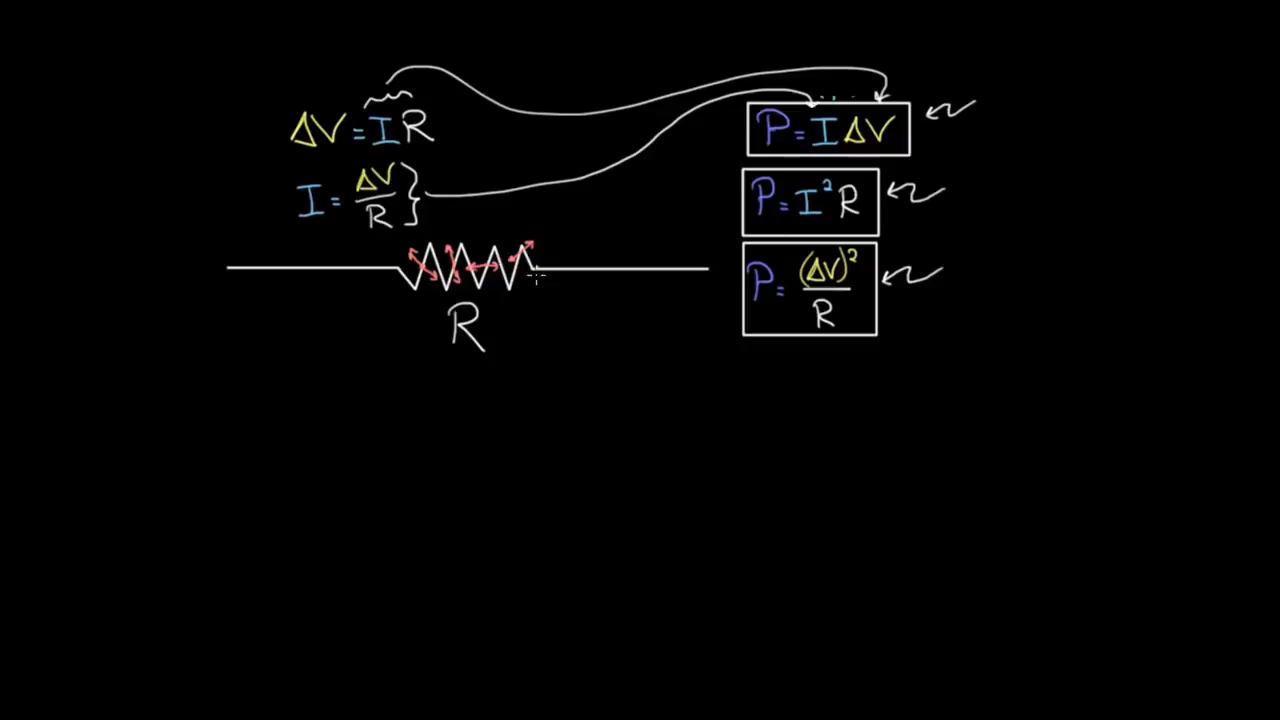 ΔV = IR
I = ΔV/R
R
P = IΔV
P = I²R
P = (ΔV)²/R